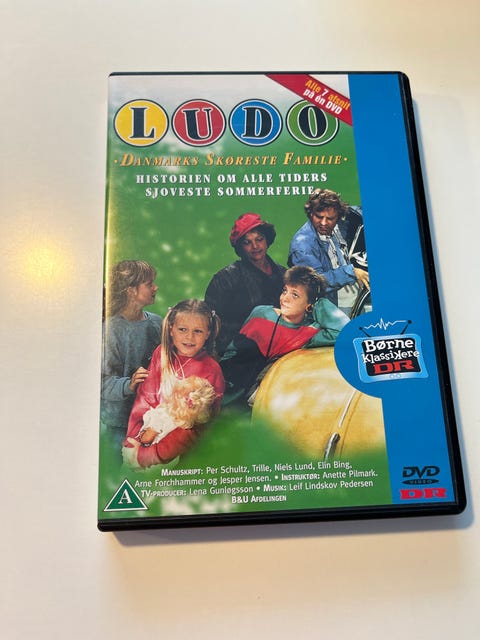 Alle 7 afsnit
på én DVD
LUDO
· DANMARKS SKØRESTE FAMILIE ·
HISTORIEN OM ALLE TIDERS
SJOVESTE SOMMERFERIE
Børne
Klassikere
DR
MANUSKRIPT: Per Schultz, Trille, Niels Lund, Elin Bing,
Arne Forchhammer og Jesper Jensen. • INSTRUKTØR: Anette Pilmark.
TV-PRODUCER: Lena Gunløgsson • MUSIK: Leif Lindskov Pedersen
B&U AFDELINGEN
A
DVD
VIDEO
DR